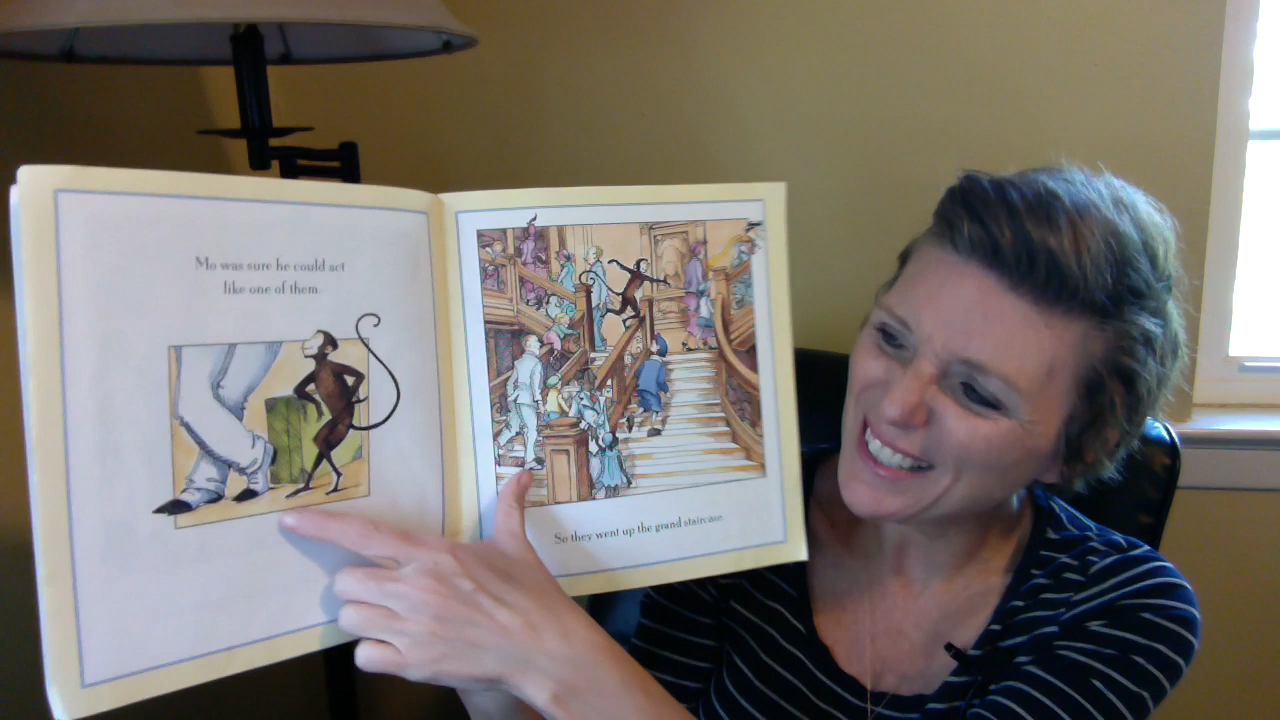 Mo was sure he could act
like one of them.
So they went up the grand staircase.